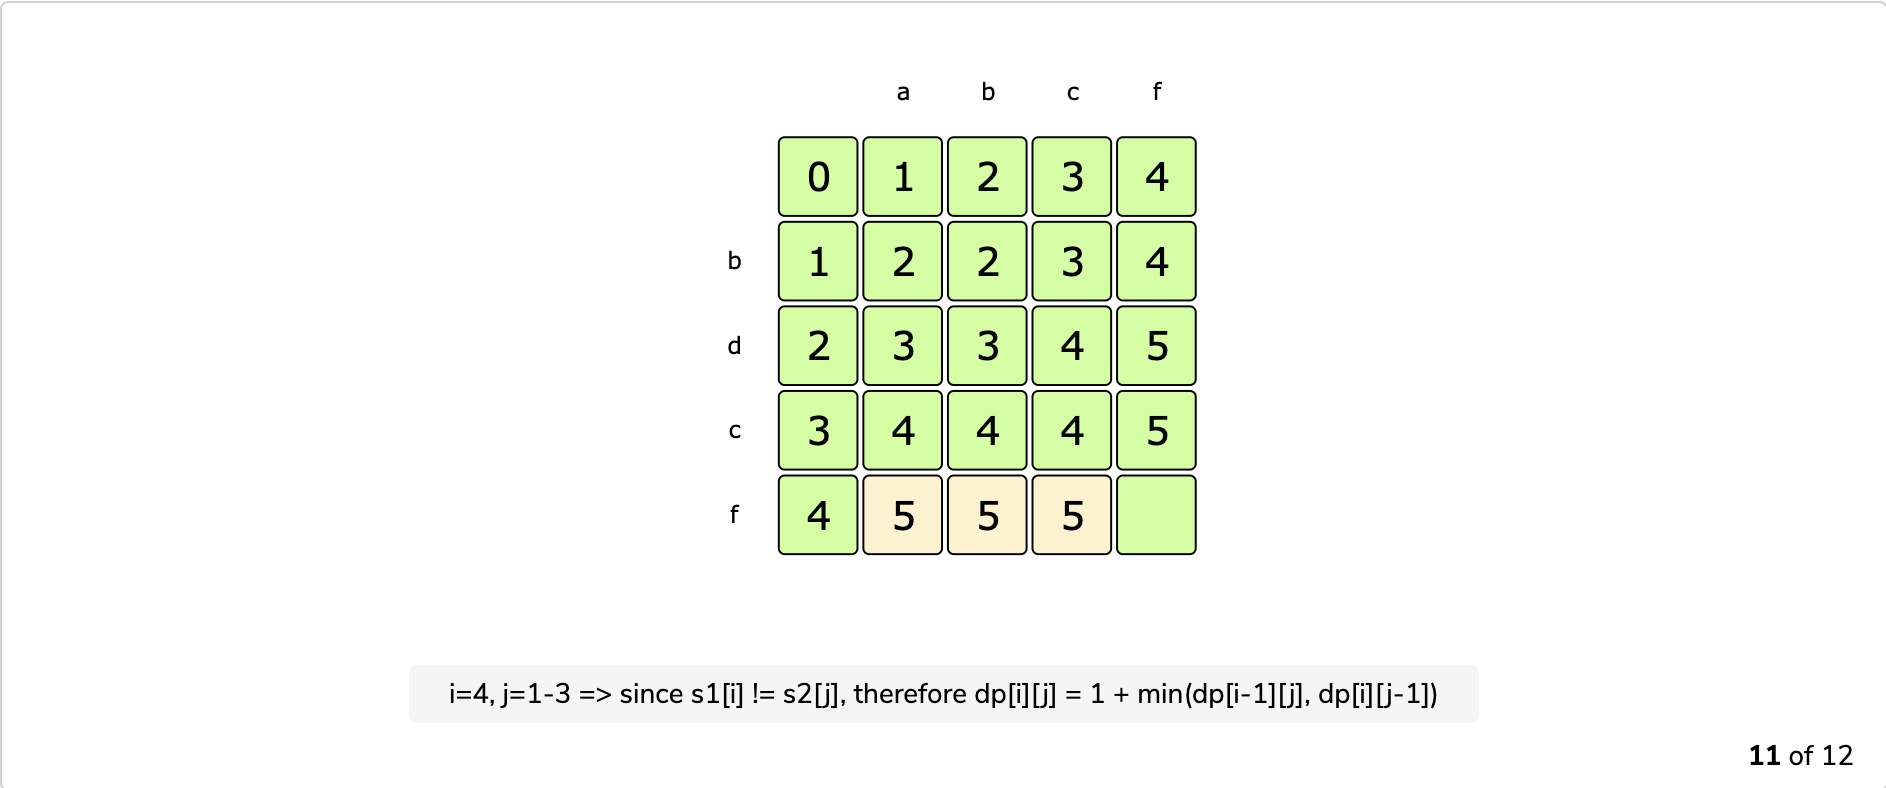 a b c f
0 1 2 3 4
b 1 2 2 3 4
d 2 3 3 4 5
c 3 4 4 4 5
f 4 5 5 5
i=4, j=1-3 => since s1[i] != s2[j], therefore dp[i][j] = 1 + min(dp[i-1][j], dp[i][j-1])
11 of 12